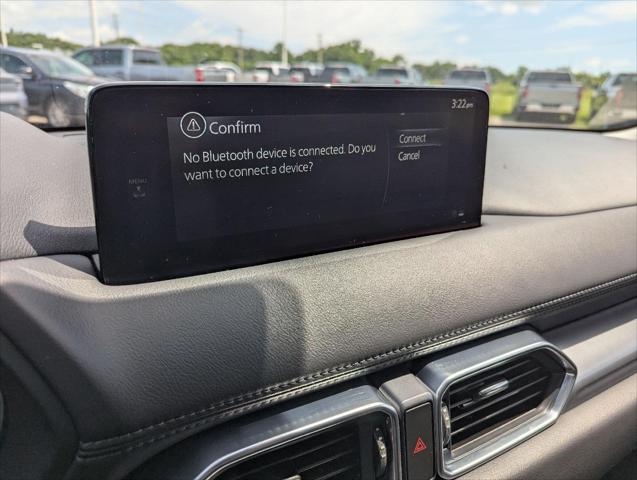 3:22pm
Confirm
No Bluetooth device is connected. Do you
want to connect a device?
Connect
Cancel
MENU